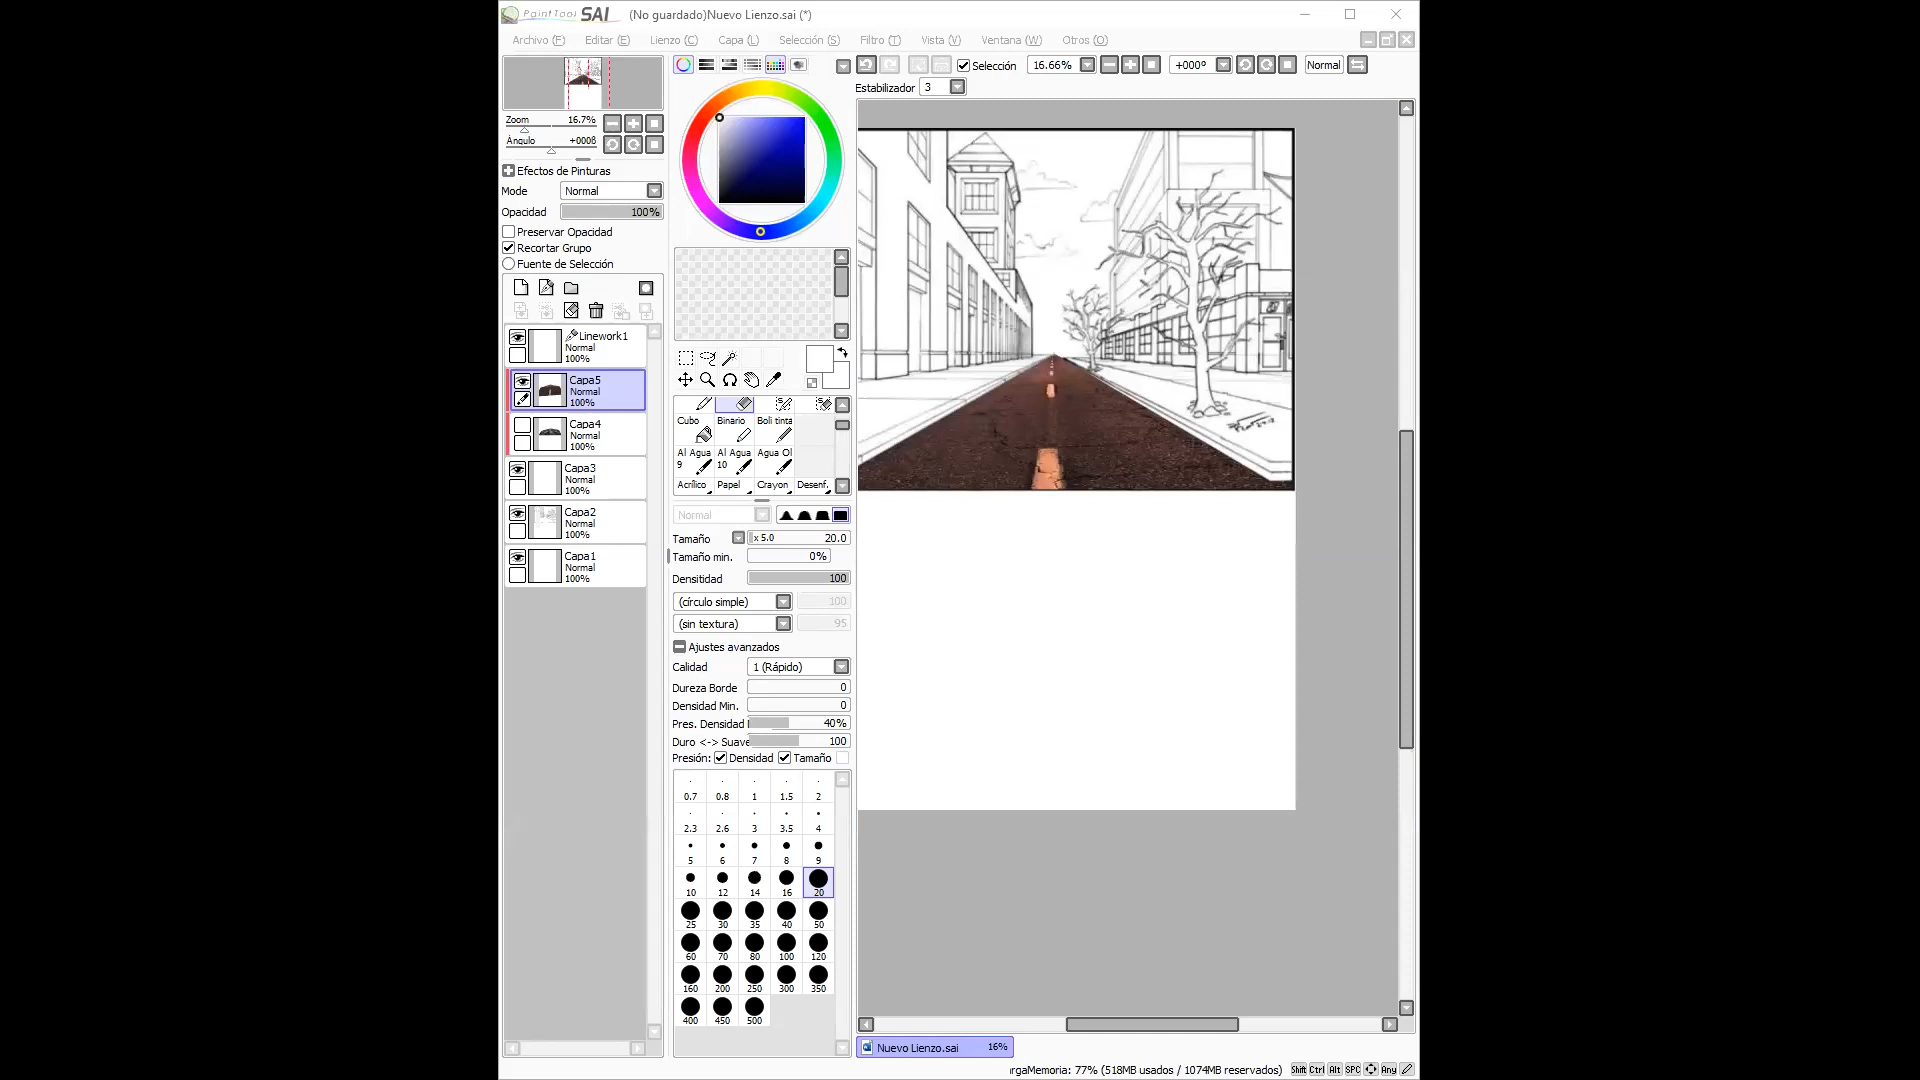 PaintTool SAI (No guardado)Nuevo Lienzo.sai (*)
Archivo (F) Editar (E) Lienzo (C) Capa (L) Selección (S) Filtro (T) Vista (V) Ventana (W) Otros (O)
Selección 16.66% +000º Normal
Estabilizador 3
Zoom 16.7%
Ángulo
Efectos de Pinturas
Mode Normal
Opacidad 100%
Preservar Opacidad
Recortar Grupo
Fuente de Selección
Linework1
Normal
100%
Capa5
Normal
100%
Capa4
Normal
100%
Capa3
Normal
100%
Capa2
Normal
100%
Capa1
Normal
100%
Cubo Binario Boli tinta
Al Agua 9 Al Agua 10 Agua Ol
Acrílico Papel Crayon Desenf.
Normal
Tamaño x 5.0 20.0
Tamaño min. 0%
Densitidad 100
(círculo simple) 100
(sin textura) 95
Ajustes avanzados
Calidad 1 (Rápido)
Dureza Borde 0
Densidad Min. 0
Pres. Densidad 40%
Duro <-> Suave 100
Presión: Densidad Tamaño
0.7 0.8 1 1.5 2
2.3 2.6 3 3.5 4
5 6 7 8 9
10 12 14 16 20
25 30 35 40 50
60 70 80 100 120
160 200 250 300 350
400 450 500
Nuevo Lienzo.sai 16%
rgaMemoria: 77% (518MB usados / 1074MB reservados) Shift Ctrl Alt SPC Any